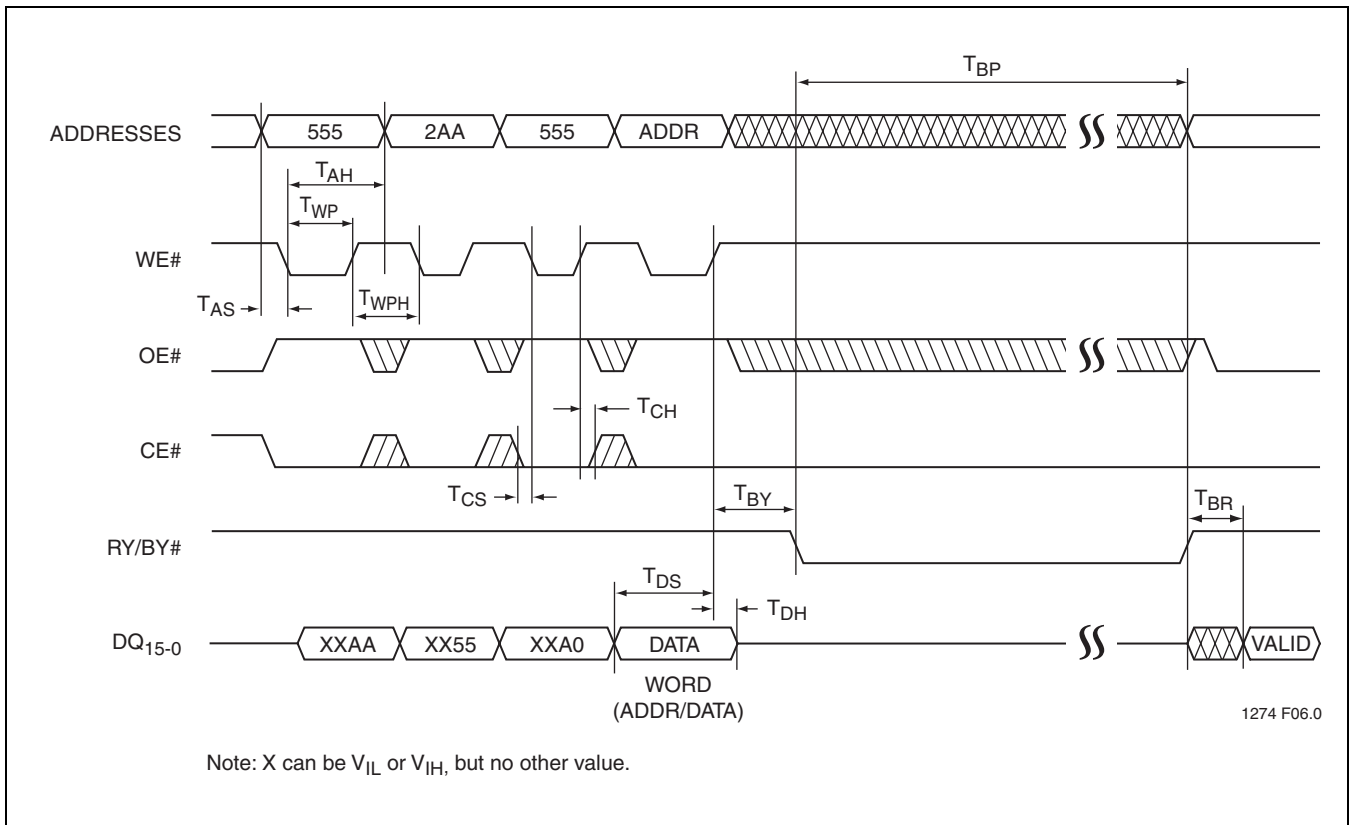 TBP
ADDRESSES 555 2AA 555 ADDR
TAH
TWP
WE#
TAS TWPH
OE#
TCH
CE#
TCS TBY TBR
RY/BY#
TDS
TDH
DQ15-0 XXAA XX55 XXA0 DATA VALID
WORD
(ADDR/DATA)
1274 F06.0
Note: X can be VIL or VIH, but no other value.